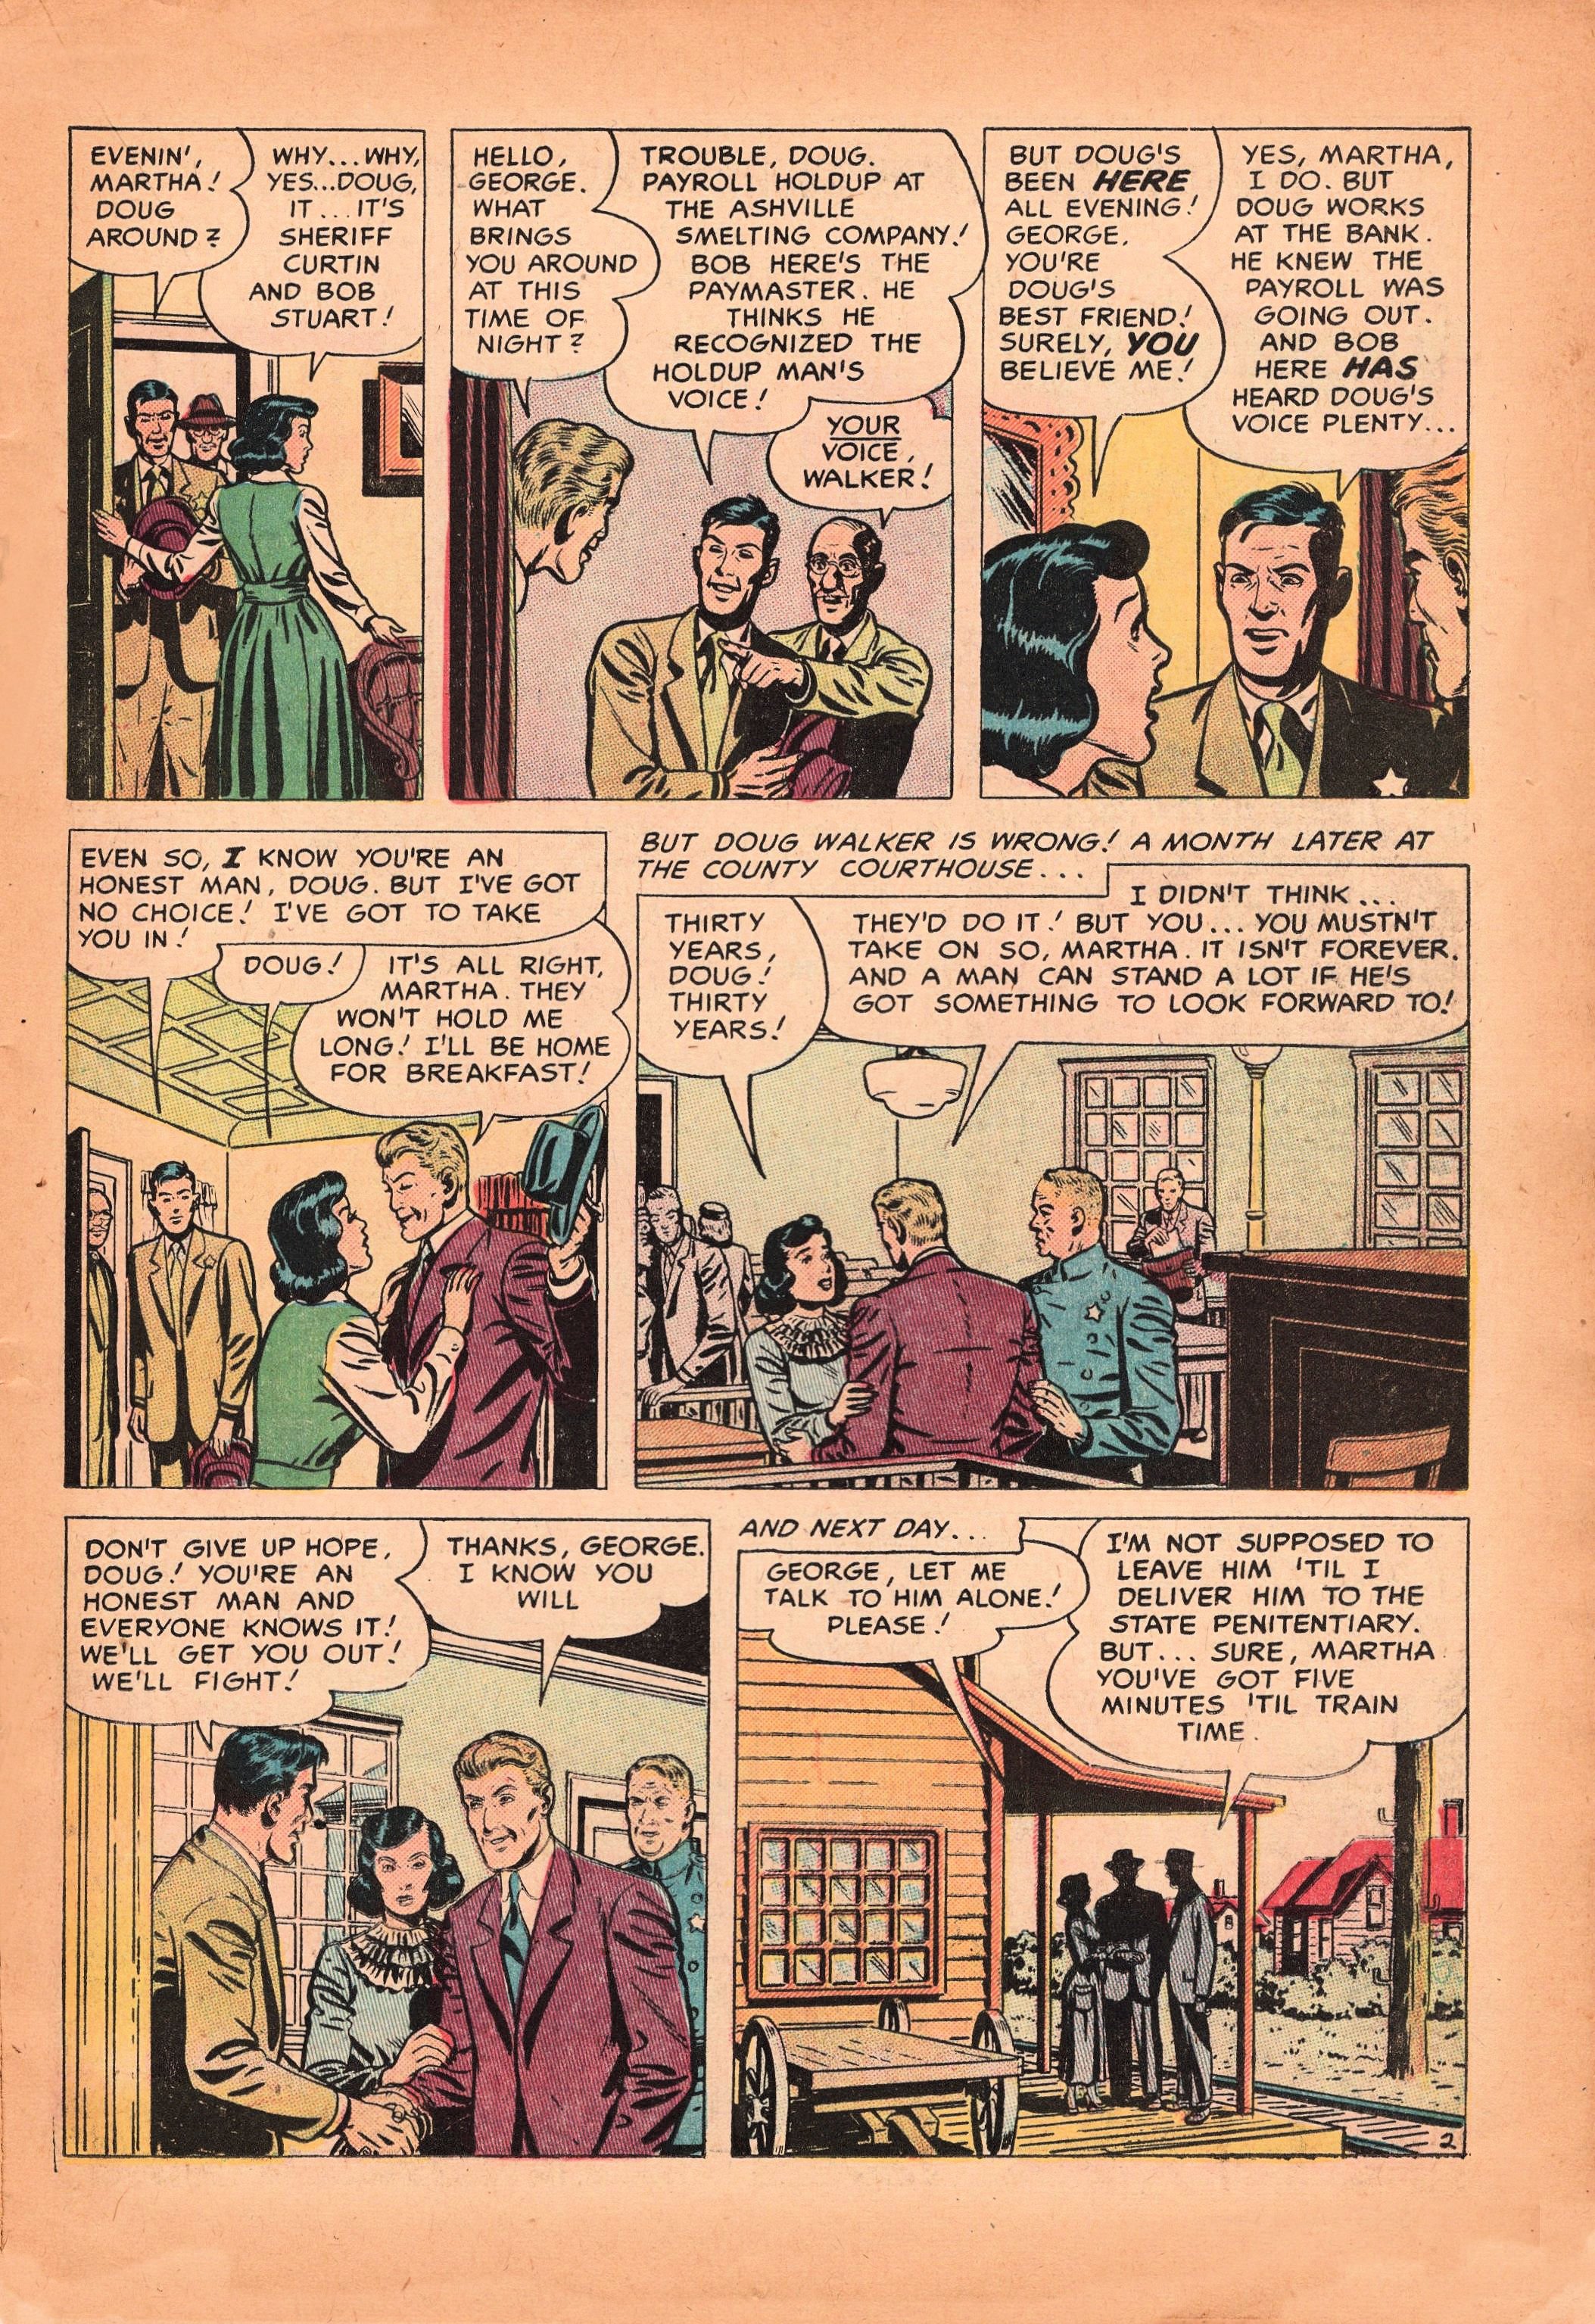 EVENIN',
MARTHA!
DOUG
AROUND?
WHY...WHY,
YES...DOUG,
IT...IT'S
SHERIFF
CURTIN
AND BOB
STUART!
HELLO,
GEORGE.
WHAT
BRINGS
YOU AROUND
AT THIS
TIME OF
NIGHT?
TROUBLE, DOUG.
PAYROLL HOLDUP AT
THE ASHVILLE
SMELTING COMPANY!
BOB HERE'S THE
PAYMASTER. HE
THINKS HE
RECOGNIZED THE
HOLDUP MAN'S
VOICE!
YOUR
VOICE,
WALKER!
BUT DOUG'S
BEEN HERE
ALL EVENING!
GEORGE,
YOU'RE
DOUG'S
BEST FRIEND!
SURELY, YOU
BELIEVE ME!
YES, MARTHA,
I DO. BUT
DOUG WORKS
AT THE BANK.
HE KNEW THE
PAYROLL WAS
GOING OUT.
AND BOB
HERE HAS
HEARD DOUG'S
VOICE PLENTY...
EVEN SO, I KNOW YOU'RE AN
HONEST MAN, DOUG. BUT I'VE GOT
NO CHOICE! I'VE GOT TO TAKE
YOU IN!
DOUG!
IT'S ALL RIGHT,
MARTHA. THEY
WON'T HOLD ME
LONG! I'LL BE HOME
FOR BREAKFAST!
BUT DOUG WALKER IS WRONG! A MONTH LATER AT
THE COUNTY COURTHOUSE...
THIRTY
YEARS,
DOUG!
THIRTY
YEARS!
I DIDN'T THINK...
THEY'D DO IT! BUT YOU... YOU MUSTN'T
TAKE ON SO, MARTHA. IT ISN'T FOREVER.
AND A MAN CAN STAND A LOT IF HE'S
GOT SOMETHING TO LOOK FORWARD TO!
DON'T GIVE UP HOPE,
DOUG! YOU'RE AN
HONEST MAN AND
EVERYONE KNOWS IT!
WE'LL GET YOU OUT!
WE'LL FIGHT!
THANKS, GEORGE.
I KNOW YOU
WILL
AND NEXT DAY...
GEORGE, LET ME
TALK TO HIM ALONE!
PLEASE!
I'M NOT SUPPOSED TO
LEAVE HIM 'TIL I
DELIVER HIM TO THE
STATE PENITENTIARY.
BUT... SURE, MARTHA
YOU'VE GOT FIVE
MINUTES 'TIL TRAIN
TIME.
2